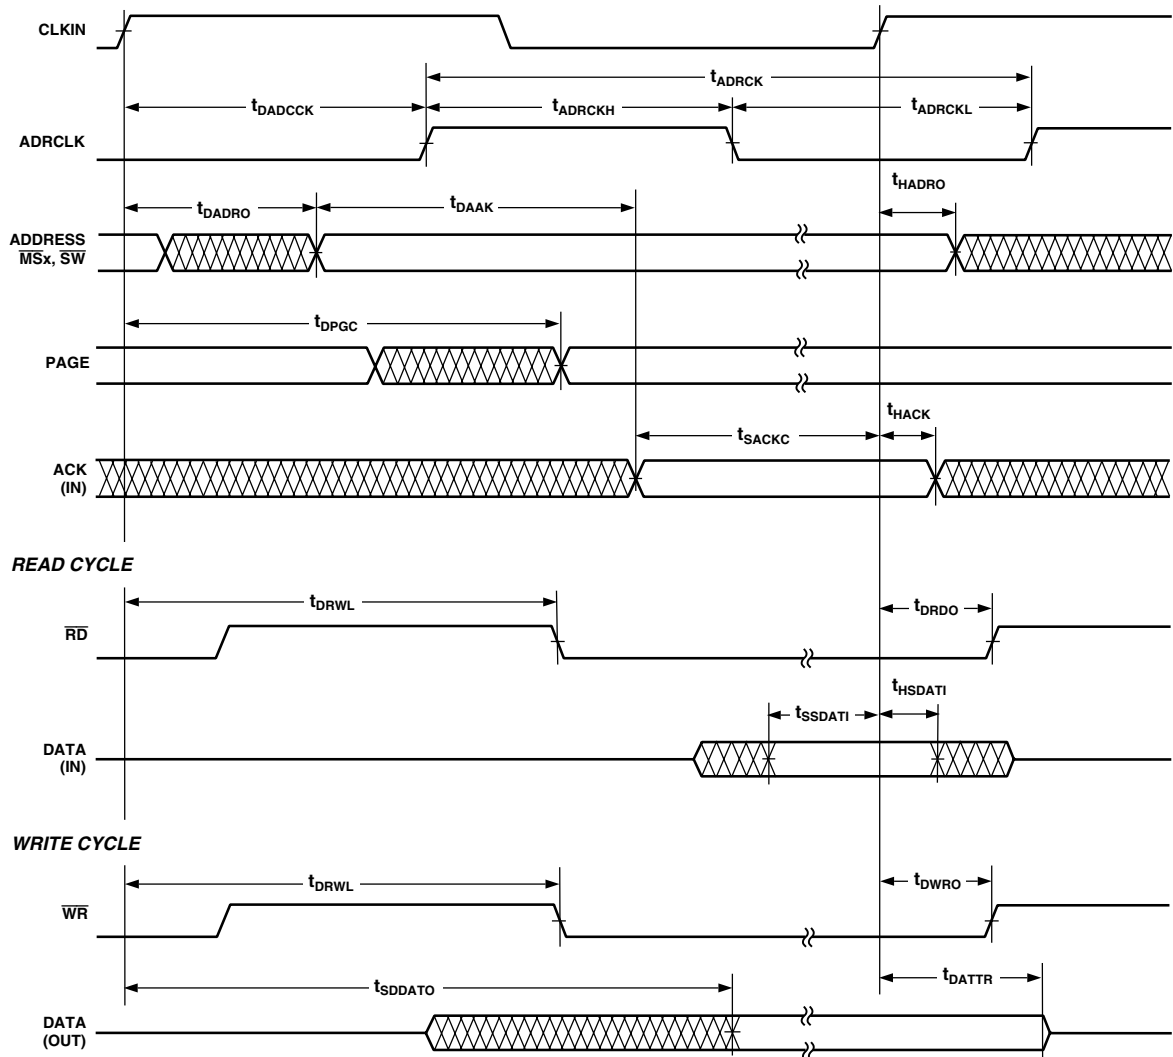 CLKIN
tADRCK
tDADCCK
tADRCKH
tADRCKL
ADRCLK
tHADRO
tDADRO
tDAAK
ADDRESS
MSx, SW
tDPGC
PAGE
tHACK
tSACKC
ACK
(IN)
READ CYCLE
tDRWL
tDRDO
RD
tHSDATI
tSSDATI
DATA
(IN)
WRITE CYCLE
tDRWL
tDWRO
WR
tDATTR
tSDDATO
DATA
(OUT)